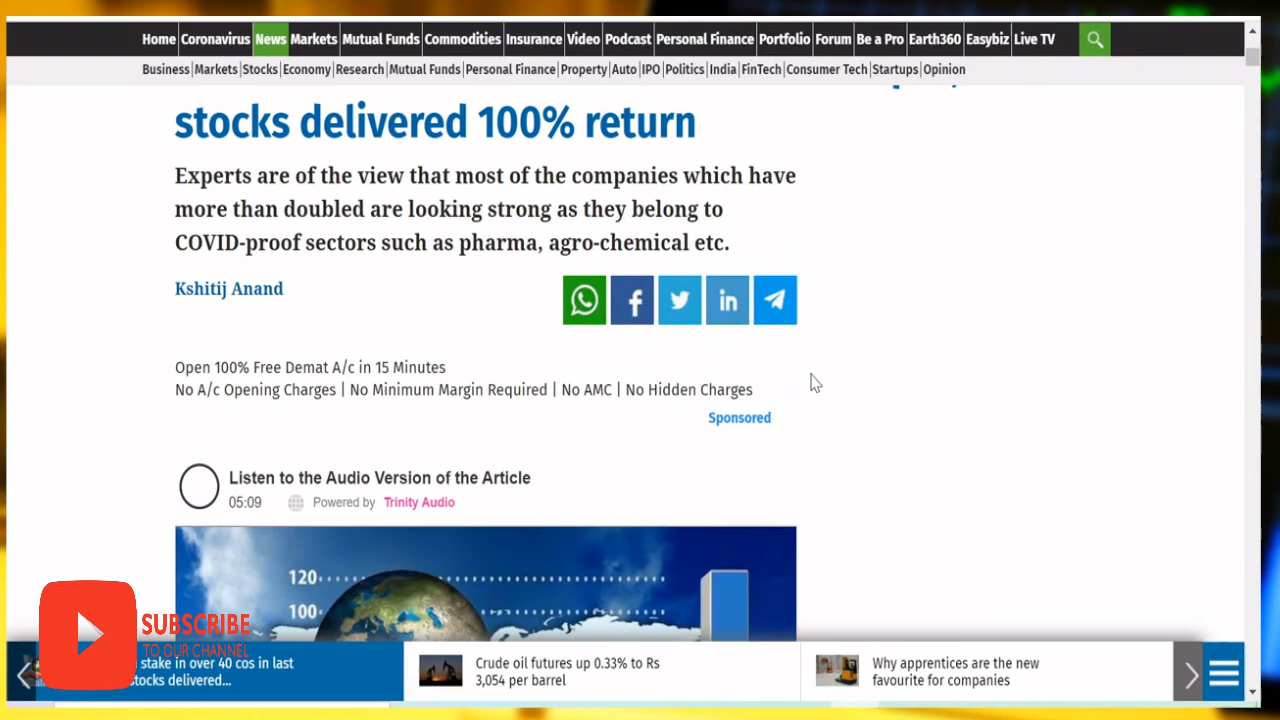 Home Coronavirus News Markets Mutual Funds Commodities Insurance Video Podcast Personal Finance Portfolio Forum Be a Pro Earth360 Easybiz Live TV
Business Markets Stocks Economy Research Mutual Funds Personal Finance Property Auto IPO Politics India FinTech Consumer Tech Startups Opinion
stocks delivered 100% return
Experts are of the view that most of the companies which have
more than doubled are looking strong as they belong to
COVID-proof sectors such as pharma, agro-chemical etc.
Kshitij Anand
Open 100% Free Demat A/c in 15 Minutes
No A/c Opening Charges | No Minimum Margin Required | No AMC | No Hidden Charges
Sponsored
Listen to the Audio Version of the Article
05:09 Powered by Trinity Audio
120
100
SUBSCRIBE
TO OUR CHANNEL
stake in over 40 cos in last
stocks delivered...
Crude oil futures up 0.33% to Rs
3,054 per barrel
Why apprentices are the new
favourite for companies